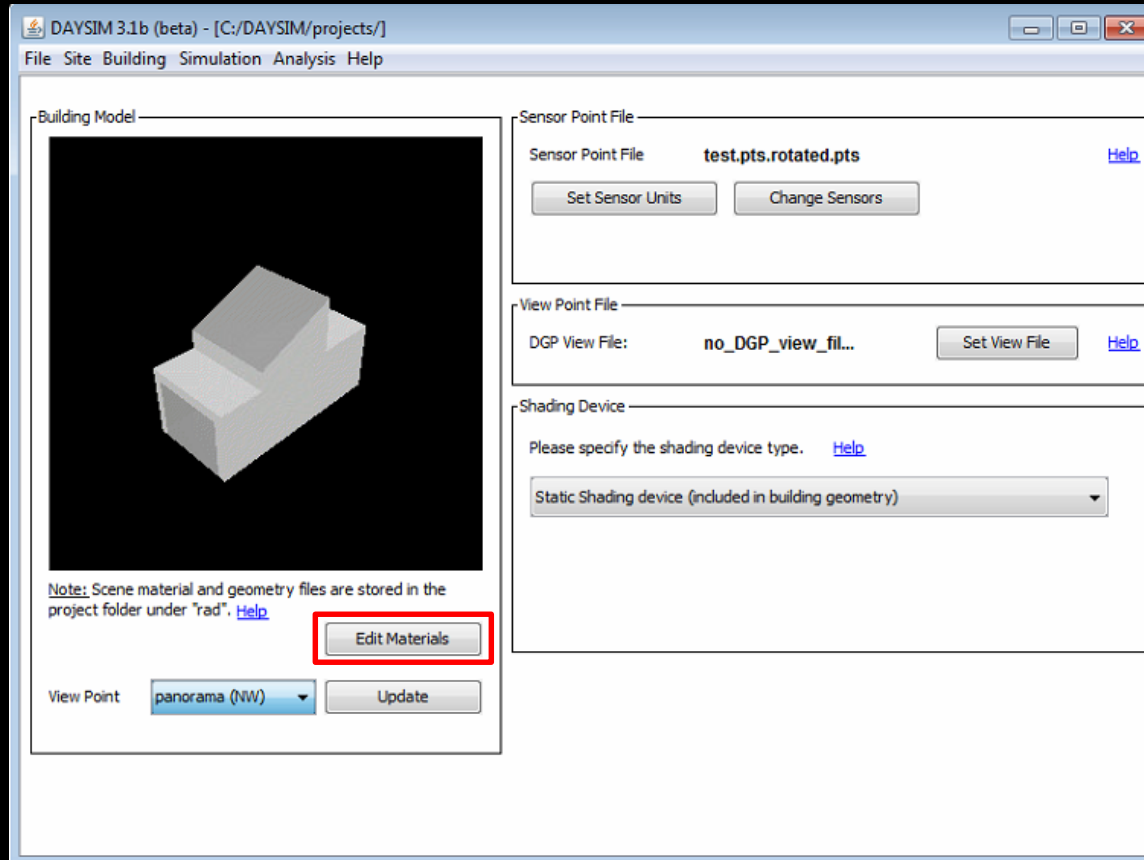 DAYSIM 3.1b (beta) - [C:/DAYSIM/projects/]
File Site Building Simulation Analysis Help
Building Model
Note: Scene material and geometry files are stored in the
project folder under "rad". Help
Edit Materials
View Point panorama (NW) Update
Sensor Point File
Sensor Point File test.pts.rotated.pts Help
Set Sensor Units Change Sensors
View Point File
DGP View File: no_DGP_view_fil... Set View File Help
Shading Device
Please specify the shading device type. Help
Static Shading device (included in building geometry)